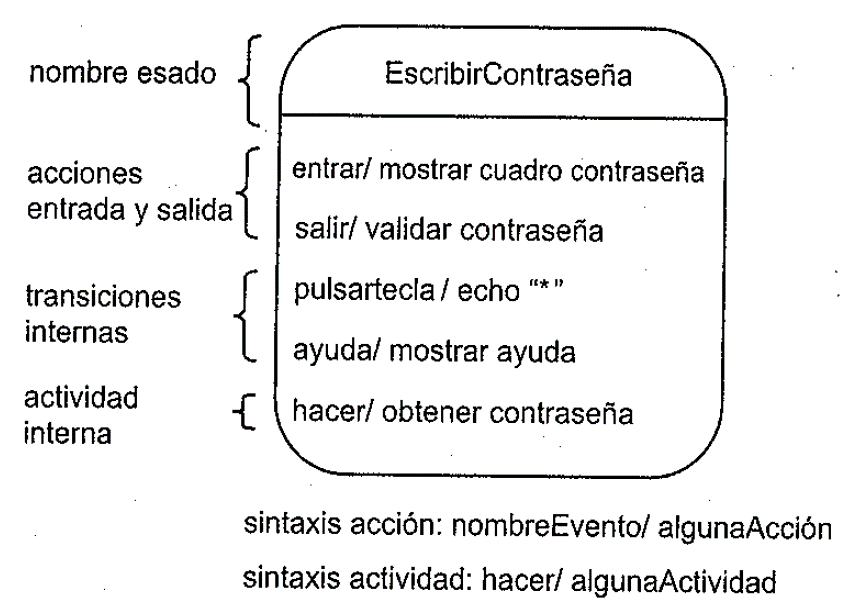 nombre esado
EscribirContraseña
acciones
entrada y salida
entrar/ mostrar cuadro contraseña
salir/ validar contraseña
transiciones
internas
pulsartecla / echo “*”
ayuda/ mostrar ayuda
actividad
interna
hacer/ obtener contraseña
sintaxis acción: nombreEvento/ algunaAcción
sintaxis actividad: hacer/ algunaActividad